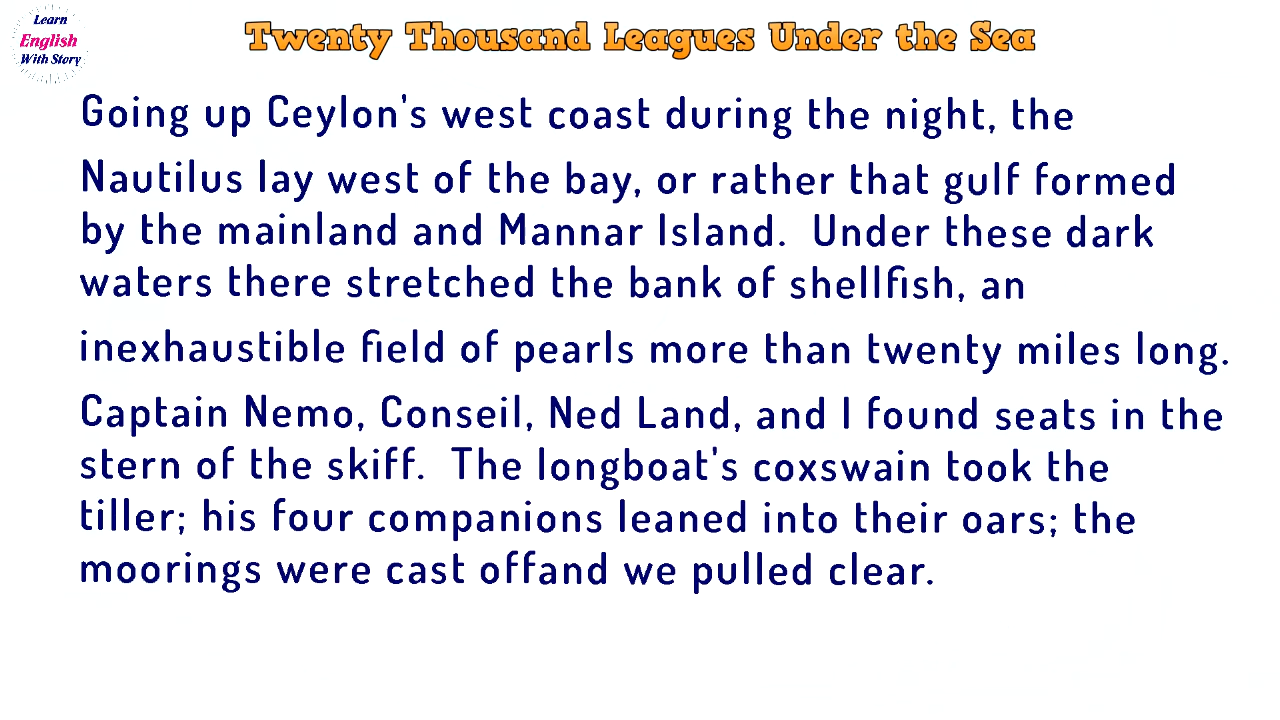 Learn
English
With Story
Twenty Thousand Leagues Under the Sea
Going up Ceylon's west coast during the night, the
Nautilus lay west of the bay, or rather that gulf formed
by the mainland and Mannar Island.  Under these dark
waters there stretched the bank of shellfish, an
inexhaustible field of pearls more than twenty miles long.
Captain Nemo, Conseil, Ned Land, and I found seats in the
stern of the skiff.  The longboat's coxswain took the
tiller; his four companions leaned into their oars; the
moorings were cast offand we pulled clear.